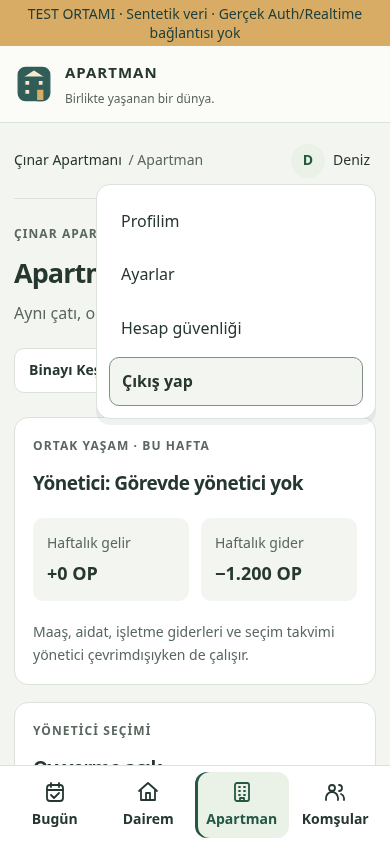 TEST ORTAMI · Sentetik veri · Gerçek Auth/Realtime
bağlantısı yok
APARTMAN
Birlikte yaşanan bir dünya.
Çınar Apartmanı / Apartman
D Deniz
Profilim
Ayarlar
Hesap güvenliği
Çıkış yap
ÇINAR APAR
Apartm
Aynı çatı, o
Binayı Keş
ORTAK YAŞAM · BU HAFTA
Yönetici: Görevde yönetici yok
Haftalık gelir
+0 OP
Haftalık gider
−1.200 OP
Maaş, aidat, işletme giderleri ve seçim takvimi
yönetici çevrimdışıyken de çalışır.
YÖNETİCİ SEÇİMİ
Bugün
Dairem
Apartman
Komşular